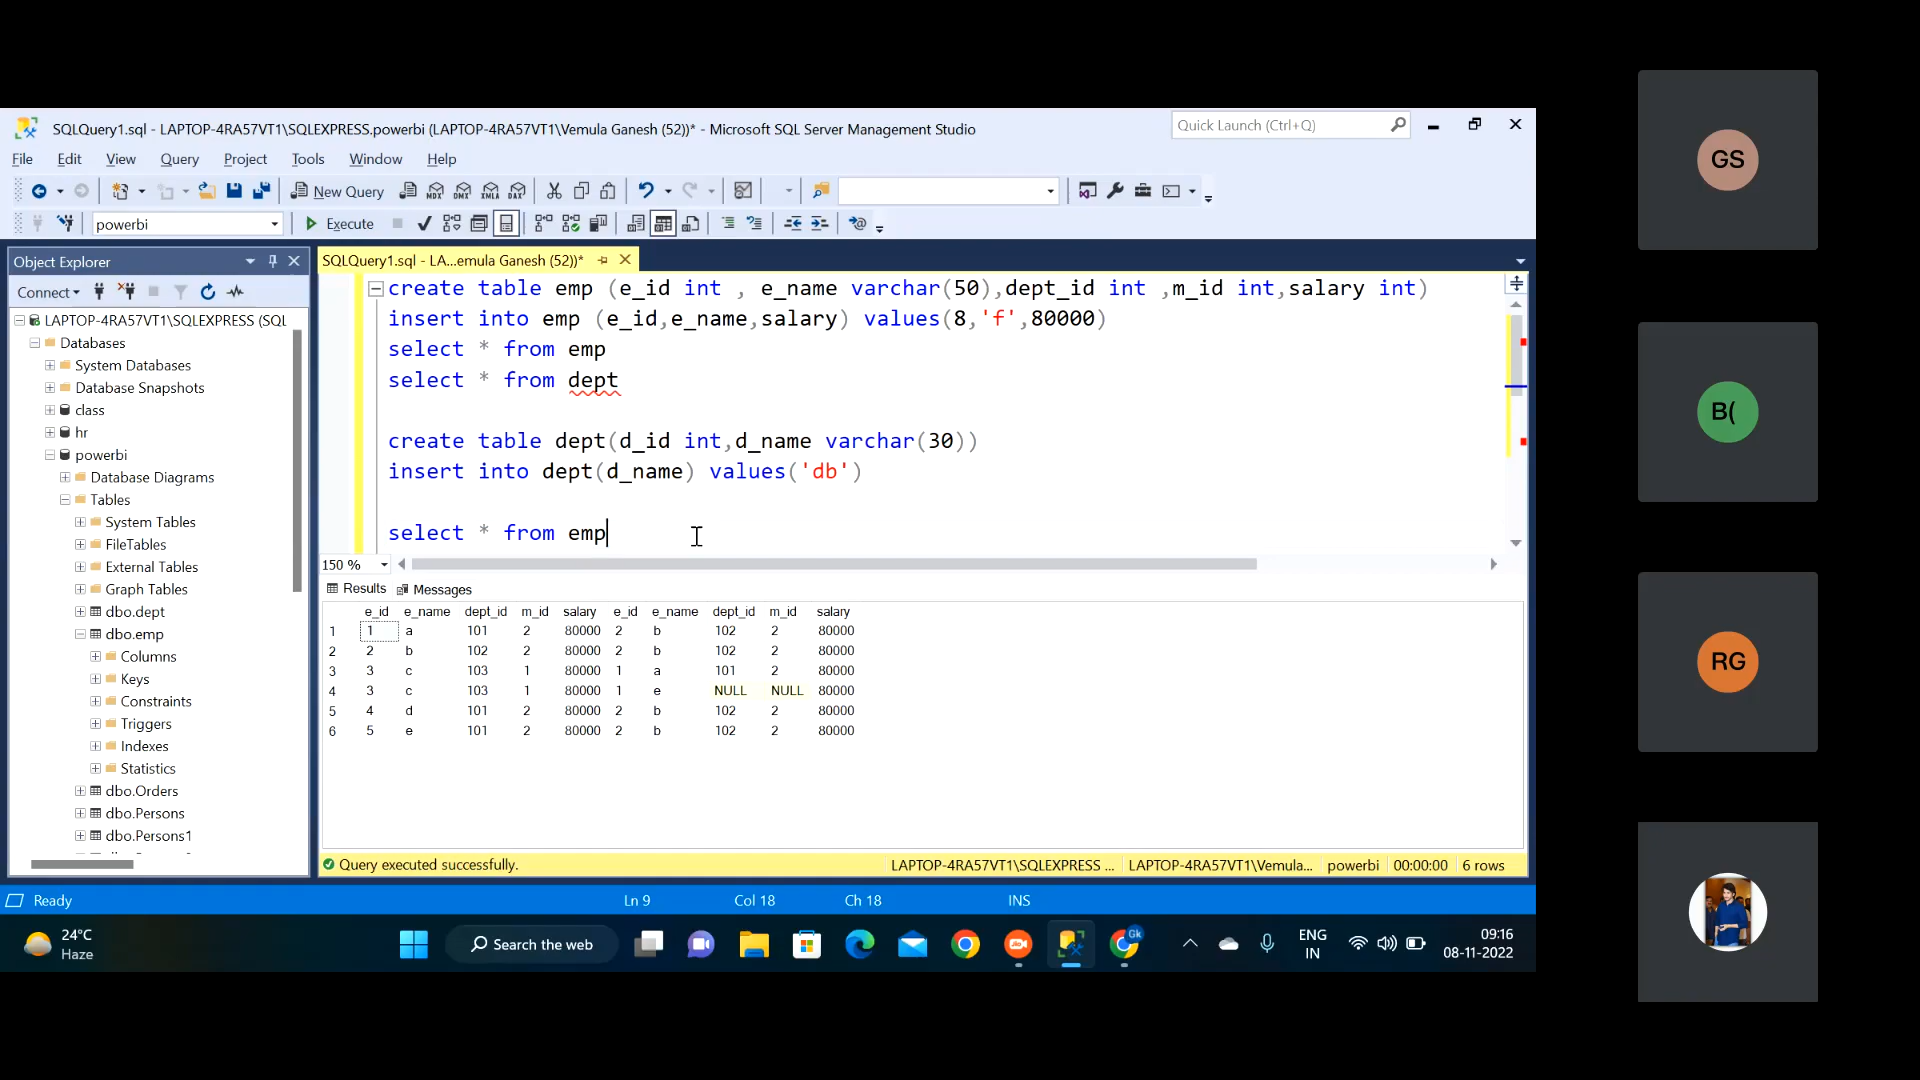 SQLQuery1.sql - LAPTOP-4RA57VT1\SQLEXPRESS.powerbi (LAPTOP-4RA57VT1\Vemula Ganesh (52))* - Microsoft SQL Server Management Studio
Quick Launch (Ctrl+Q)
File Edit View Query Project Tools Window Help
New Query
MDX DMX XMLA DAX
powerbi
Execute
Object Explorer
Connect
LAPTOP-4RA57VT1\SQLEXPRESS (SQL
Databases
System Databases
Database Snapshots
class
hr
powerbi
Database Diagrams
Tables
System Tables
FileTables
External Tables
Graph Tables
dbo.dept
dbo.emp
Columns
Keys
Constraints
Triggers
Indexes
Statistics
dbo.Orders
dbo.Persons
dbo.Persons1
SQLQuery1.sql - LA...emula Ganesh (52))*
create table emp (e_id int , e_name varchar(50),dept_id int ,m_id int,salary int)
insert into emp (e_id,e_name,salary) values(8,'f',80000)
select * from emp
select * from dept
create table dept(d_id int,d_name varchar(30))
insert into dept(d_name) values('db')
select * from emp
150 %
Results Messages
e_id e_name dept_id m_id salary e_id e_name dept_id m_id salary
1 1 a 101 2 80000 2 b 102 2 80000
2 2 b 102 2 80000 2 b 102 2 80000
3 3 c 103 1 80000 1 a 101 2 80000
4 3 c 103 1 80000 1 e NULL NULL 80000
5 4 d 101 2 80000 2 b 102 2 80000
6 5 e 101 2 80000 2 b 102 2 80000
Query executed successfully.
LAPTOP-4RA57VT1\SQLEXPRESS ... LAPTOP-4RA57VT1\Vemula... powerbi 00:00:00 6 rows
Ready Ln 9 Col 18 Ch 18 INS
24°C
Haze
Search the web
Jio
Gk
ENG
IN
09:16
08-11-2022
GS
B(
RG